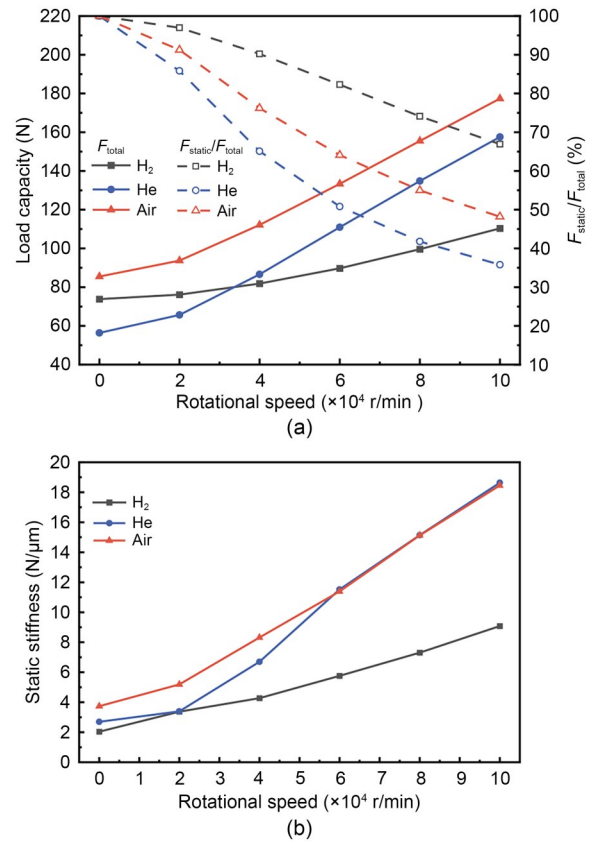 220
200
180
160
140
120
100
80
60
40
Load capacity (N)
100
90
80
70
60
50
40
30
20
10
Fstatic/Ftotal (%)
Ftotal Fstatic/Ftotal
H2 H2
He He
Air Air
0 2 4 6 8 10
Rotational speed (×10⁴ r/min )
(a)
20
18
16
14
12
10
8
6
4
2
0
Static stiffness (N/μm)
H2
He
Air
0 1 2 3 4 5 6 7 8 9 10
Rotational speed (×10⁴ r/min)
(b)